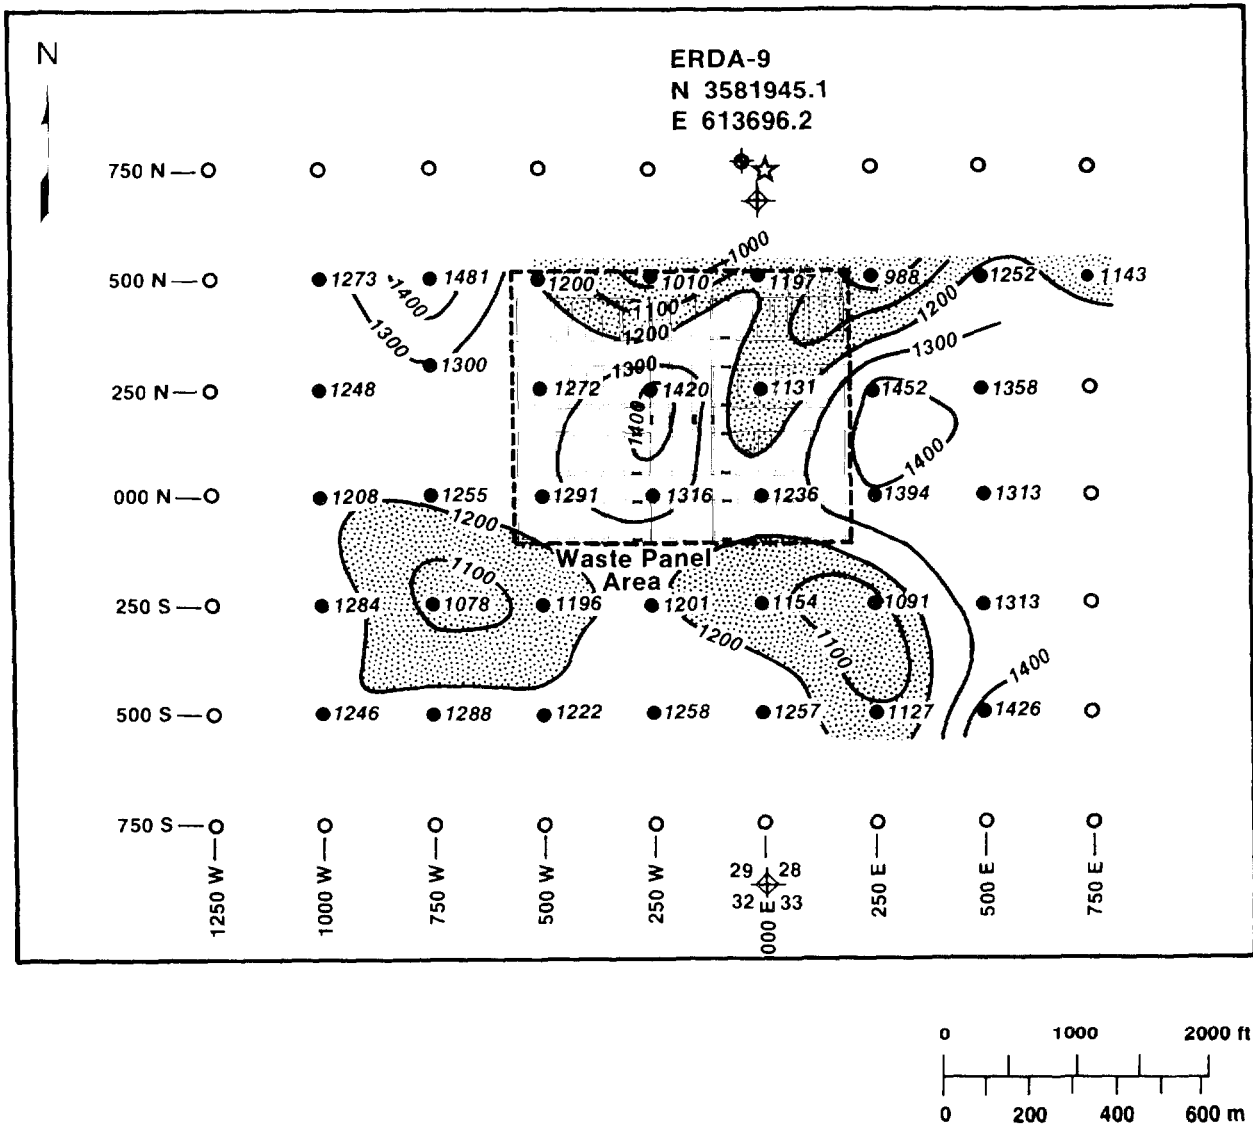 N
ERDA-9
N 3581945.1
E 613696.2
750 N
1000
500 N
1273
1481
1200
1010
1197
988
1252
1143
1400
1100
1200
1200
1300
1300
1300
1300
250 N
1248
1272
1420
1131
1452
1358
1400
1400
000 N
1208
1255
1291
1316
1236
1394
1313
1200
Waste Panel
Area
1100
250 S
1284
1078
1196
1201
1154
1091
1313
1200
1100
1400
500 S
1246
1288
1222
1258
1257
1127
1426
750 S
29 28
32 33
1250 W
1000 W
750 W
500 W
250 W
000 E
250 E
500 E
750 E
0 1000 2000 ft
0 200 400 600 m